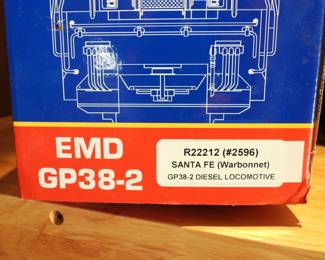 EMD
GP38-2
R22212 (#2596)
SANTA FE (Warbonnet)
GP38-2 DIESEL LOCOMOTIVE